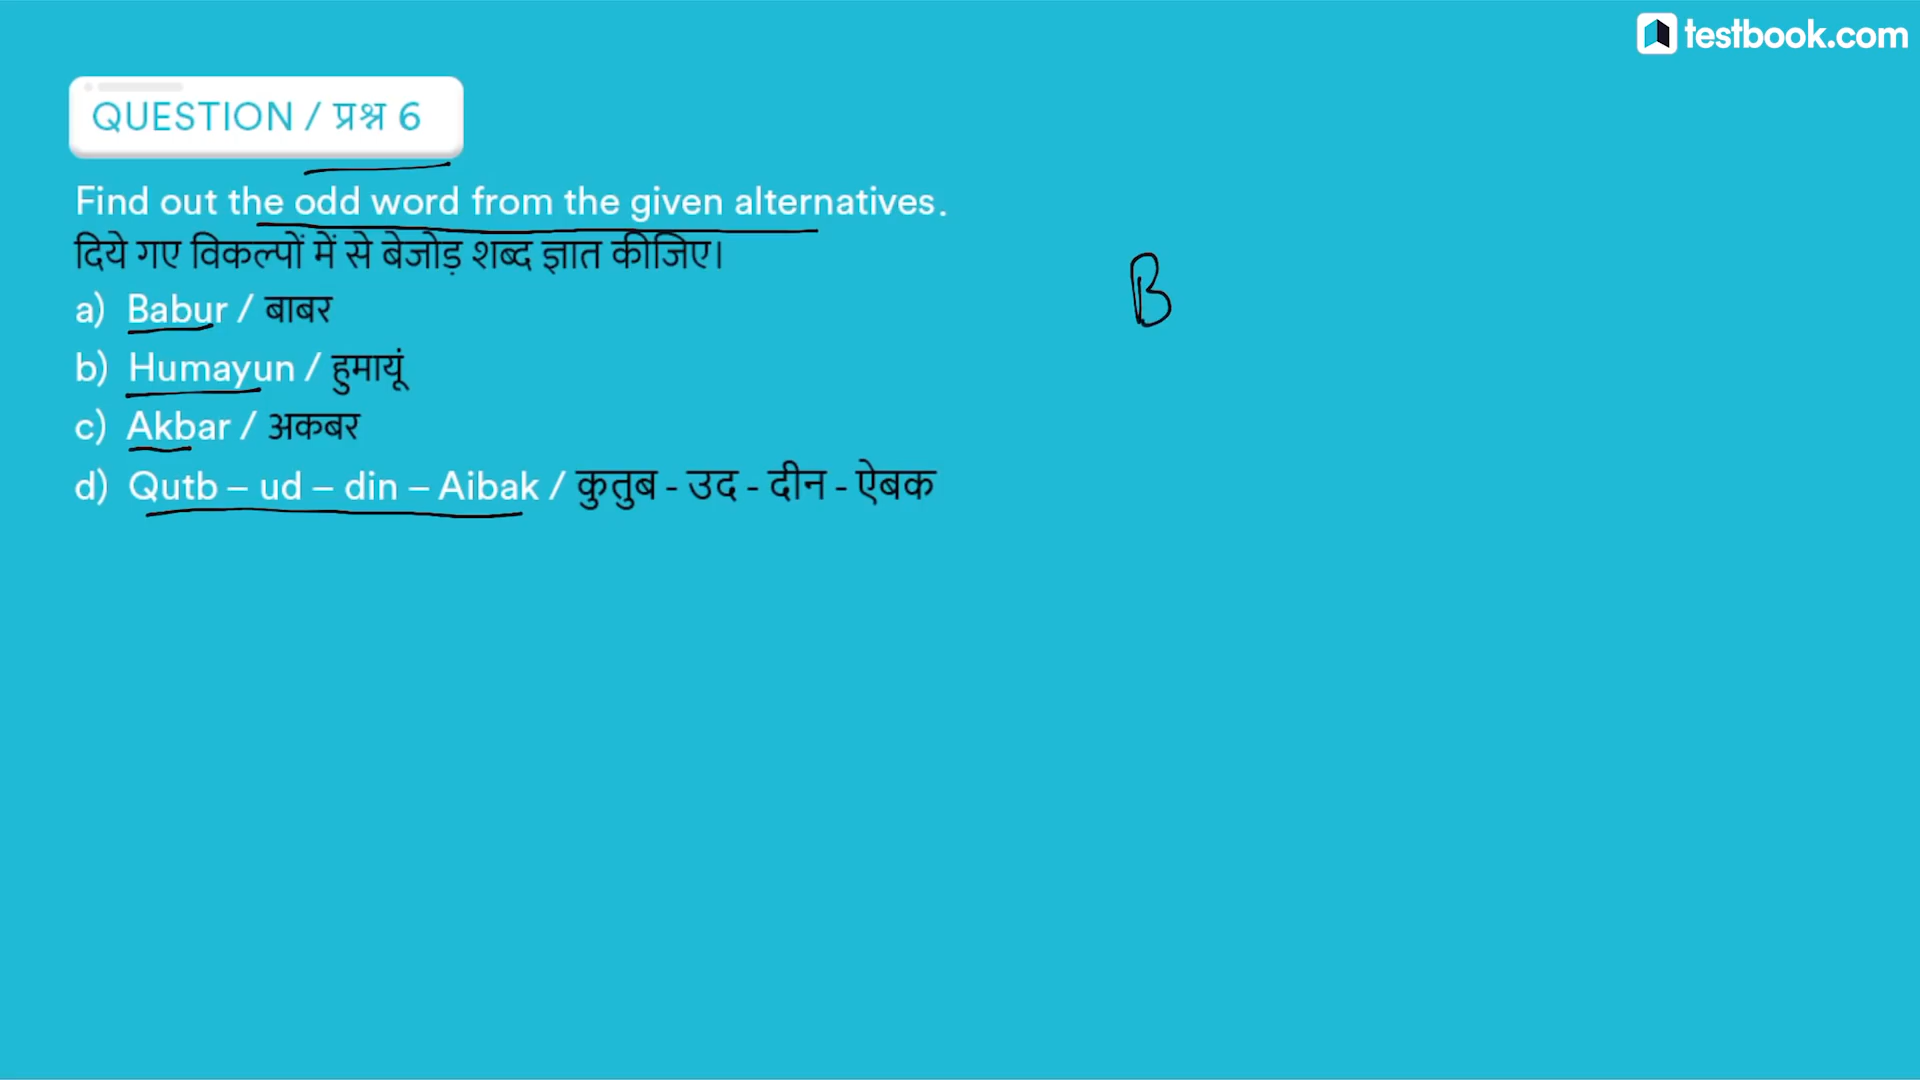 testbook.com
QUESTION / प्रश्न 6
Find out the odd word from the given alternatives.
दिये गए विकल्पों में से बेजोड़ शब्द ज्ञात कीजिए।
B
a) Babur / बाबर
b) Humayun / हुमायूं
c) Akbar / अकबर
d) Qutb – ud – din – Aibak / कुतुब - उद - दीन - ऐबक